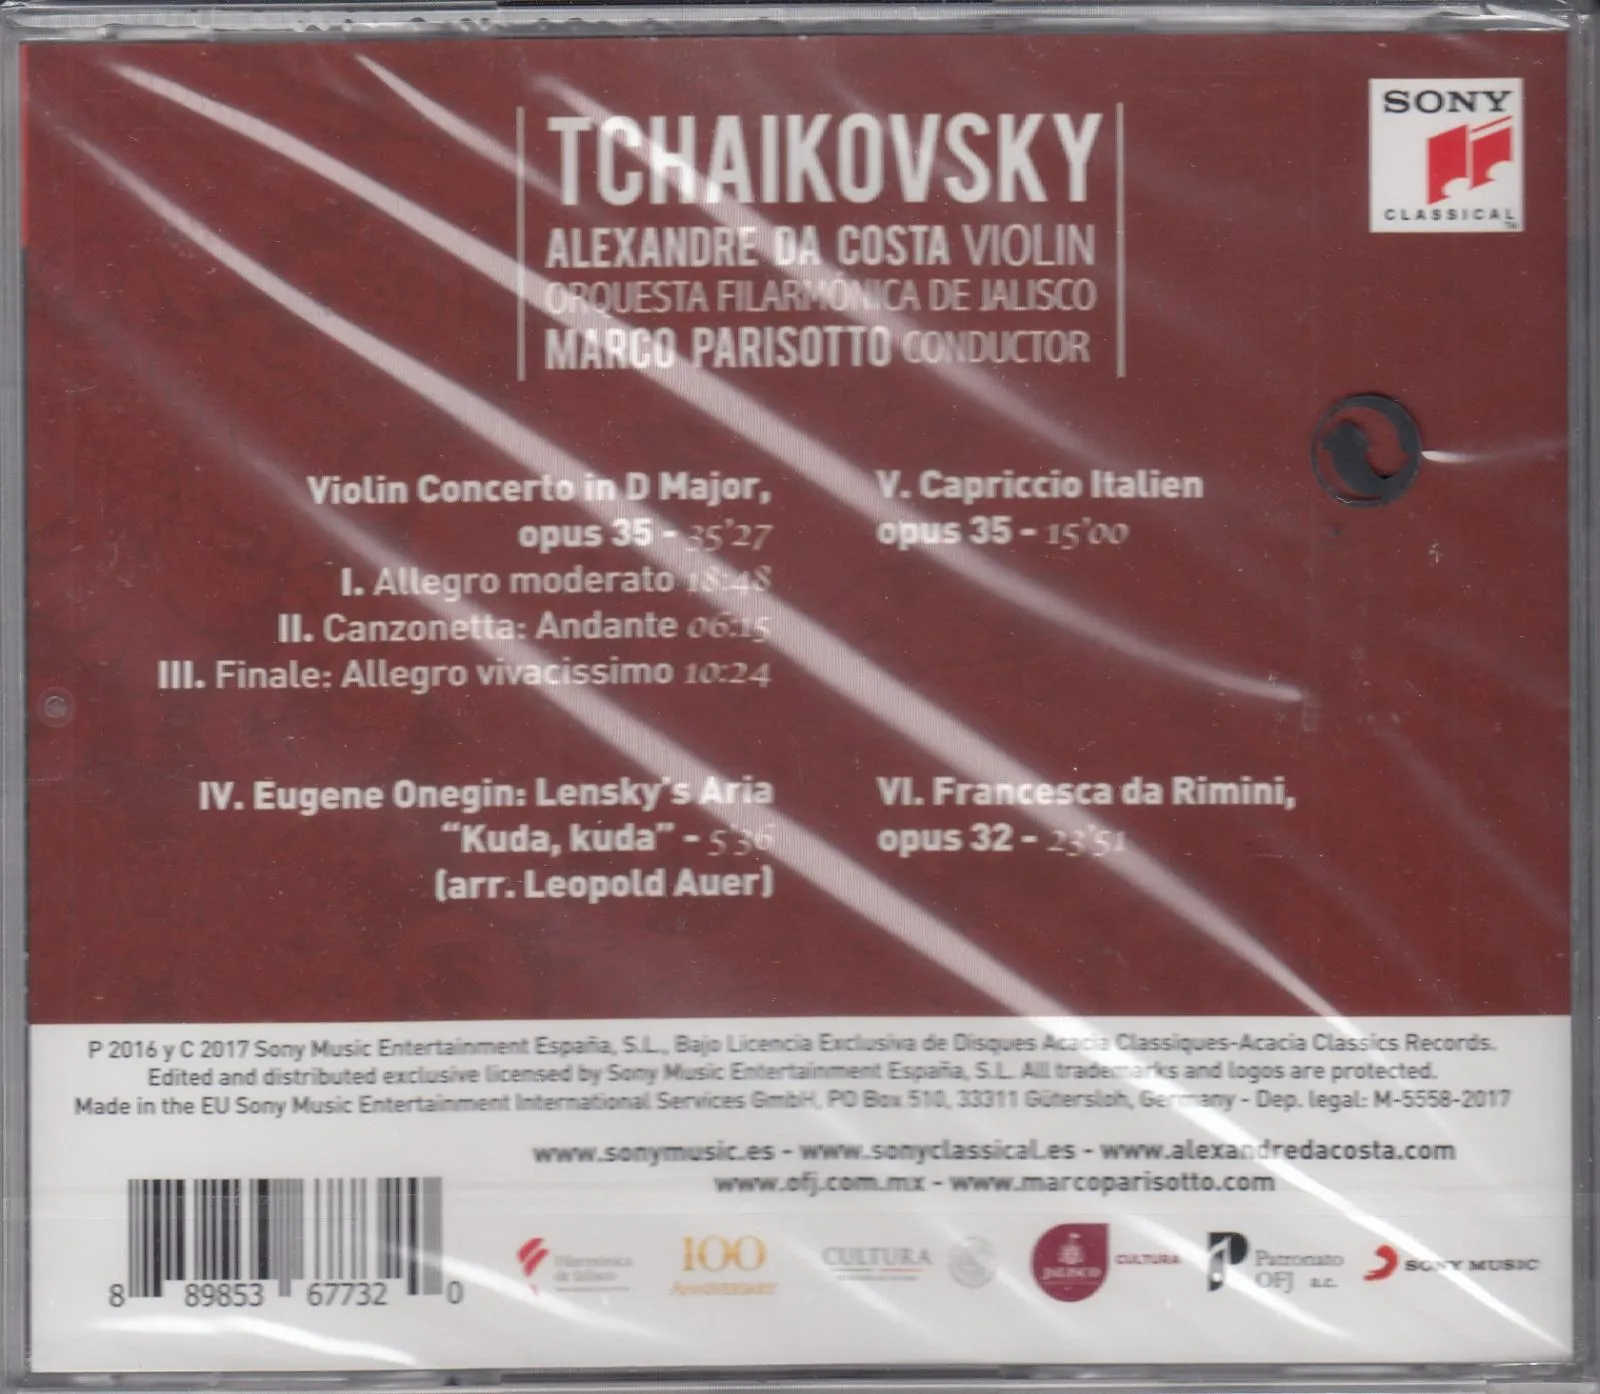 TCHAIKOVSKY
ALEXANDRE DA COSTA VIOLIN
ORQUESTA FILARMÓNICA DE JALISCO
MARCO PARISOTTO CONDUCTOR
SONY
CLASSICAL
TM
Violin Concerto in D Major,
opus 35 - 35'27
I. Allegro moderato 18:48
II. Canzonetta: Andante 06:15
III. Finale: Allegro vivacissimo 10:24
IV. Eugene Onegin: Lensky's Aria
"Kuda, kuda" - 5'36
(arr. Leopold Auer)
V. Capriccio Italien
opus 35 - 15'00
VI. Francesca da Rimini,
opus 32 - 23'51
P 2016 y C 2017 Sony Music Entertainment España, S.L., Bajo Licencia Exclusiva de Disques Acacia Classiques-Acacia Classics Records.
Edited and distributed exclusive licensed by Sony Music Entertainment España, S.L. All trademarks and logos are protected.
Made in the EU Sony Music Entertainment International Services GmbH, PO Box 510, 33311 Gütersloh, Germany - Dep. legal: M-5558-2017
www.sonymusic.es - www.sonyclassical.es - www.alexandredacosta.com
www.ofj.com.mx - www.marcoparisotto.com
8 89853 67732 0
Filarmónica
de Jalisco
100
ANNIVERSARY
CULTURA
JALISCO
CULTURA
Patronato
OFJ a.c.
SONY MUSIC